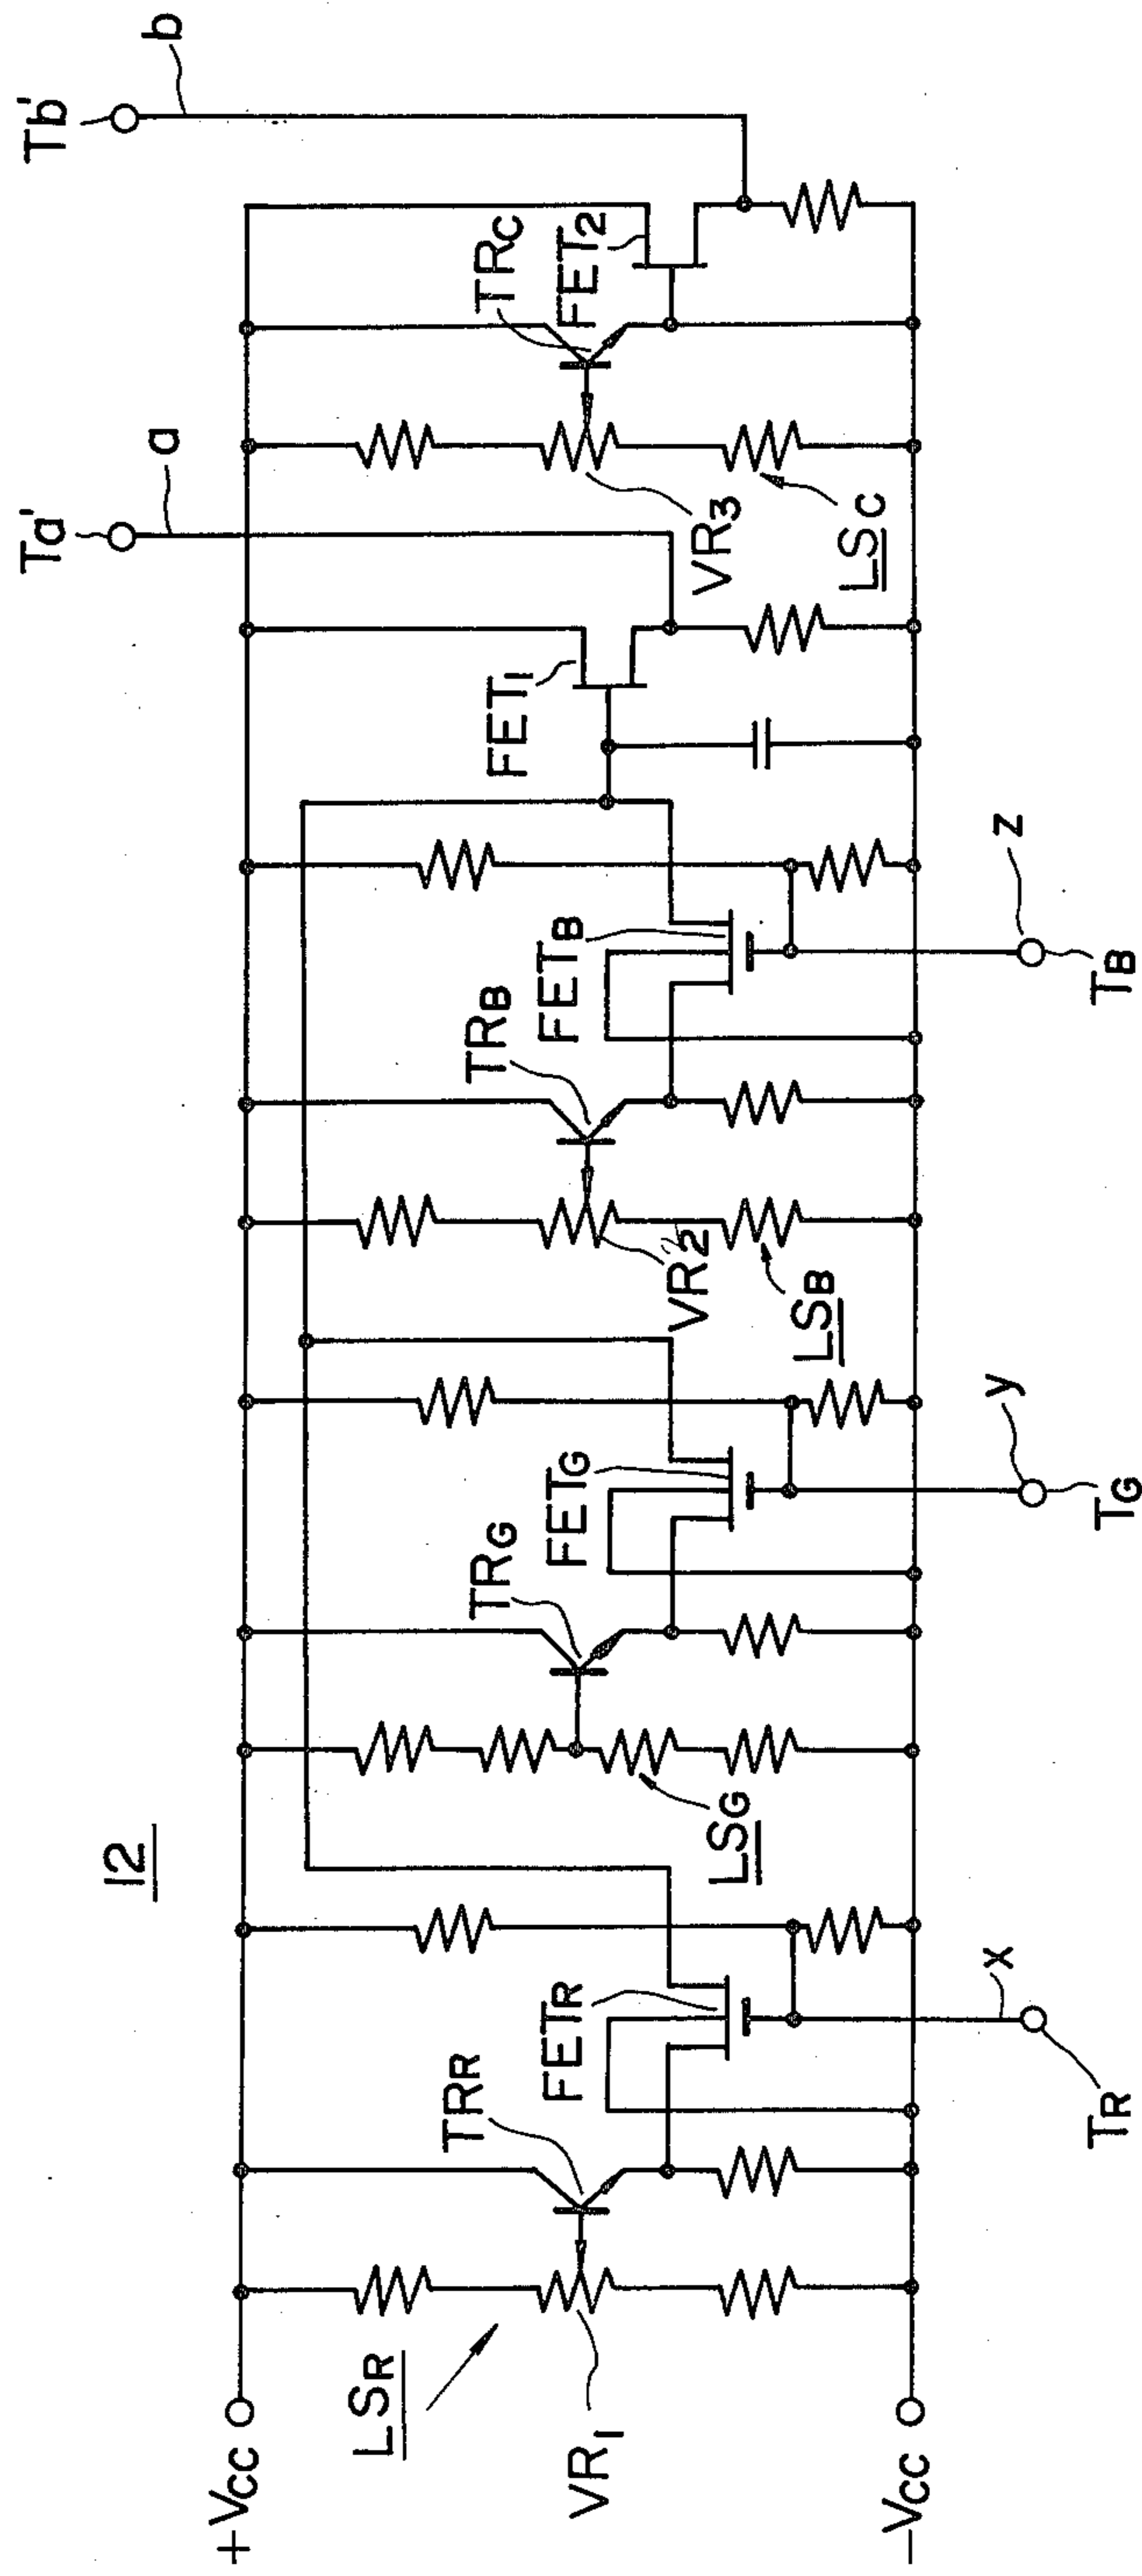 12
Ta'
a
Tb'
b
+VCC
LSR
VR1
TRR
FETR
TRG
LSG
FETG
TRB
VR2
LSB
FETB
FET1
VR3
LSC
TRC
FET2
-VCC
x
TR
y
TG
z
TB